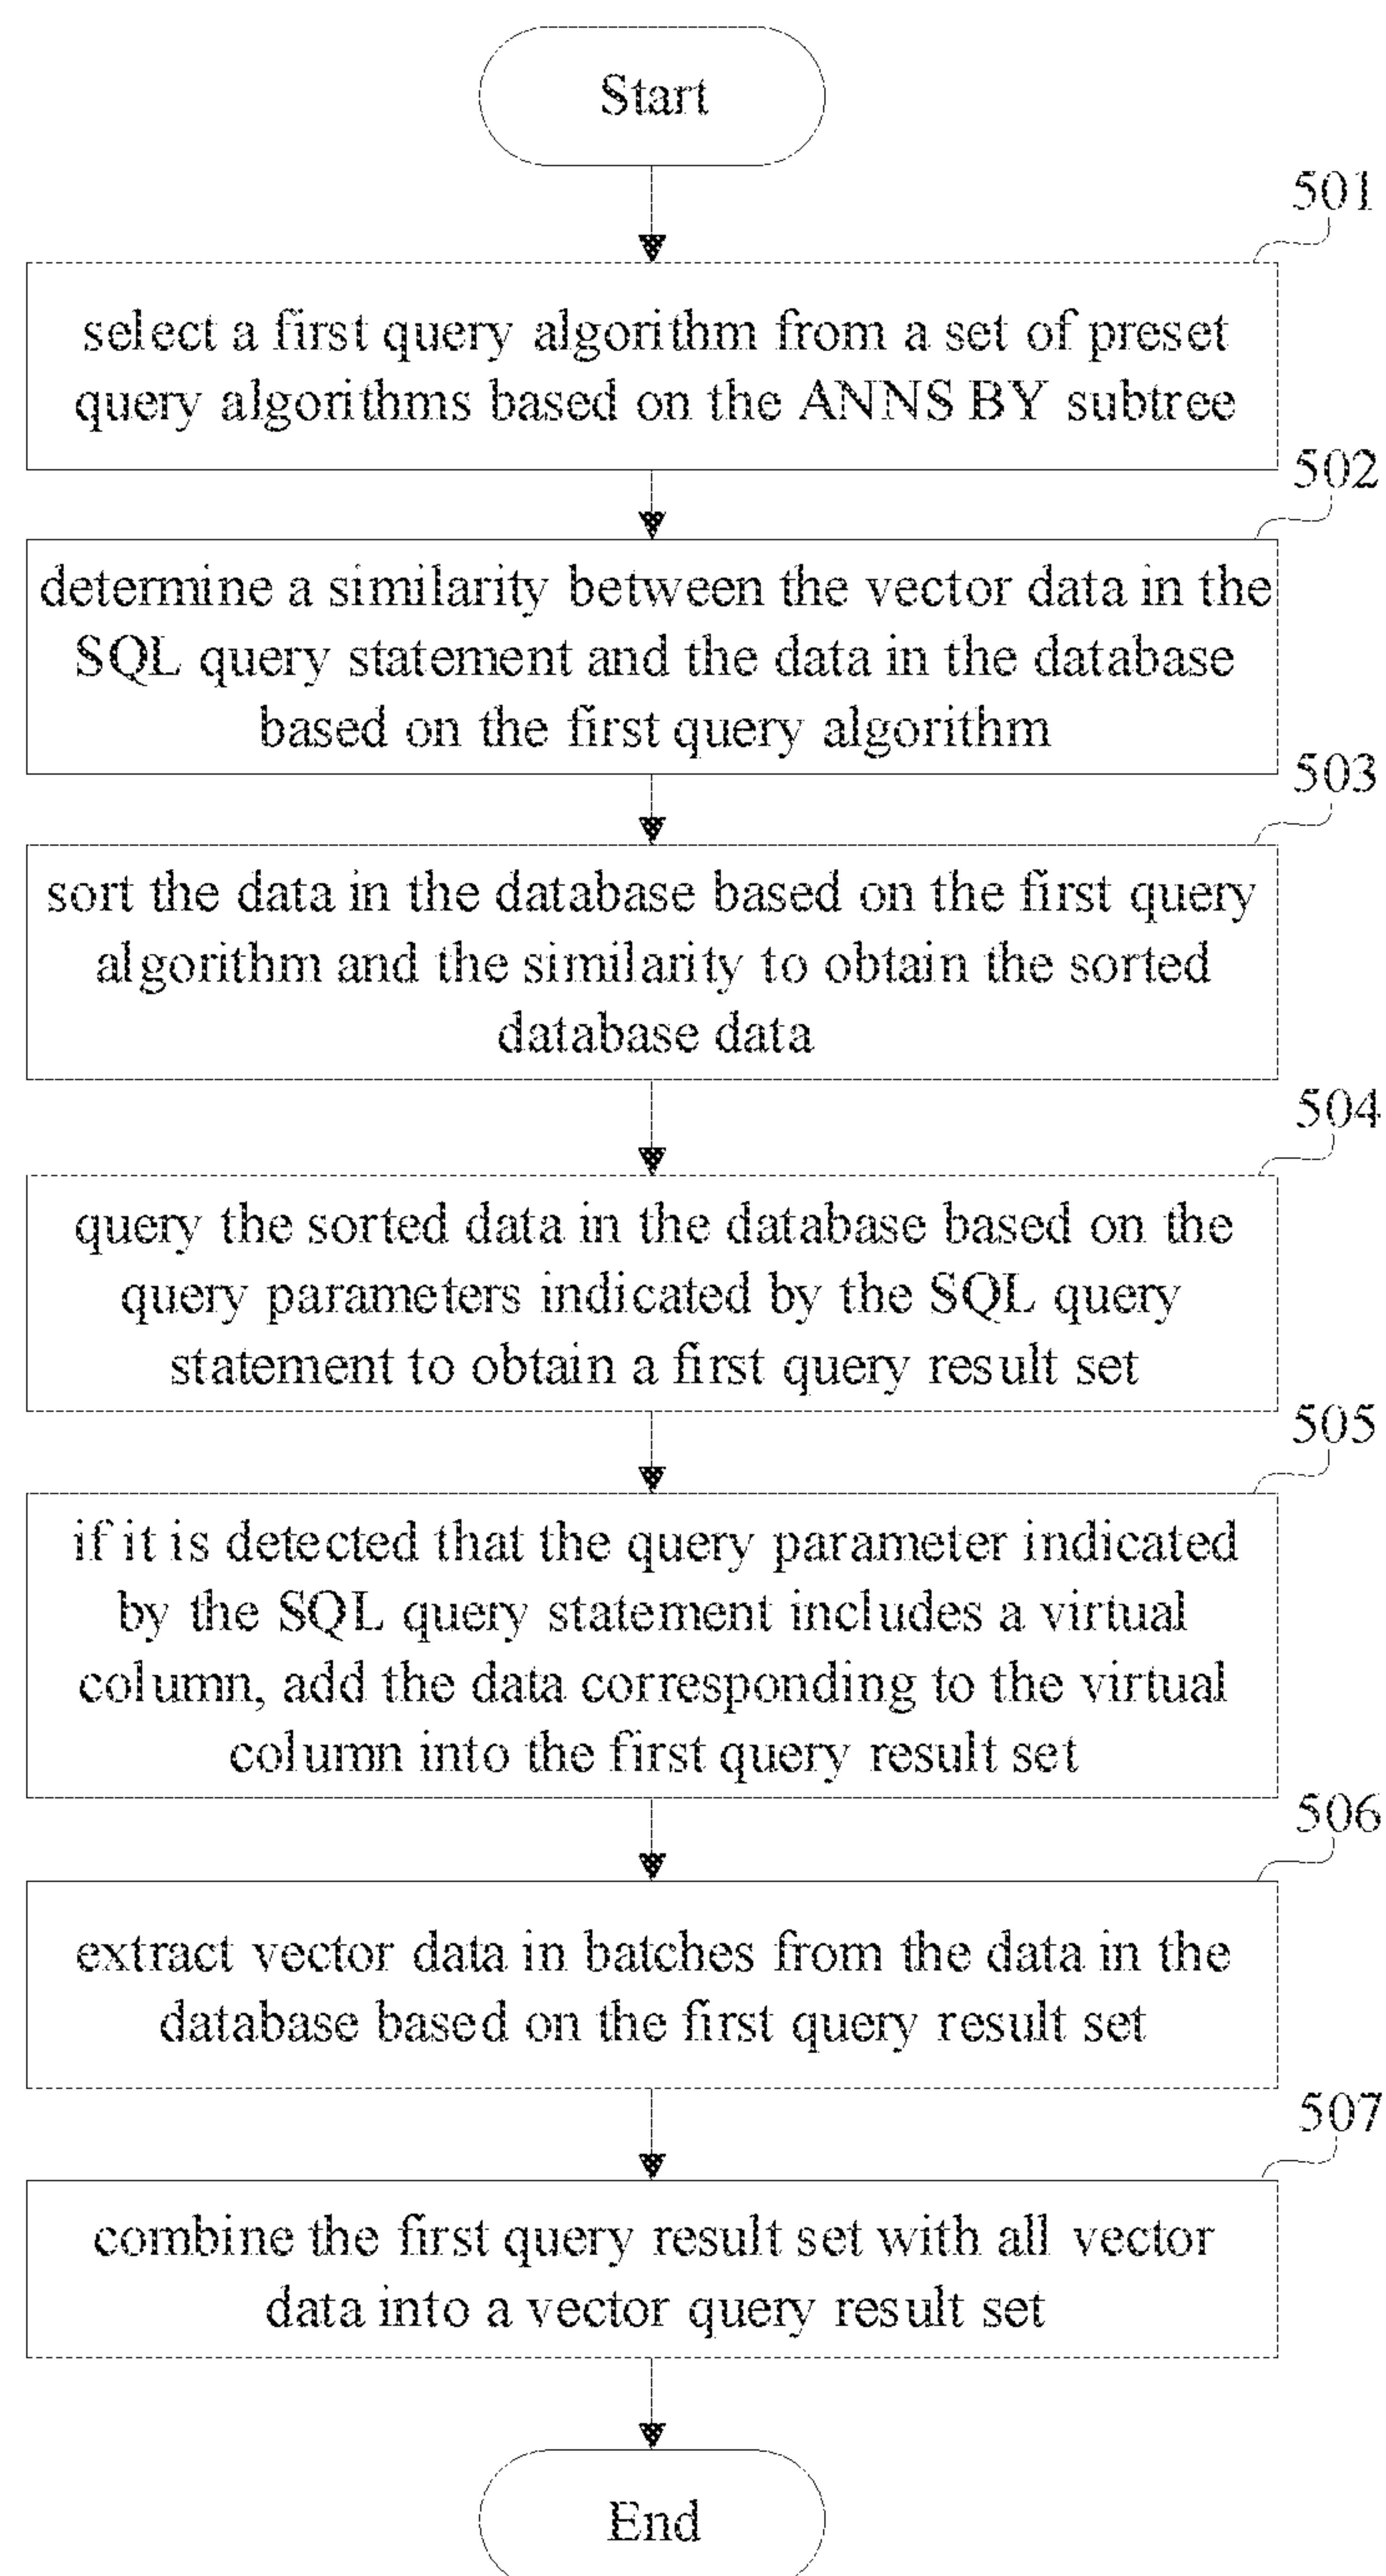 Start
501
select a first query algorithm from a set of preset
query algorithms based on the ANNS BY subtree
502
determine a similarity between the vector data in the
SQL query statement and the data in the database
based on the first query algorithm
503
sort the data in the database based on the first query
algorithm and the similarity to obtain the sorted
database data
504
query the sorted data in the database based on the
query parameters indicated by the SQL query
statement to obtain a first query result set
505
if it is detected that the query parameter indicated
by the SQL query statement includes a virtual
column, add the data corresponding to the virtual
column into the first query result set
506
extract vector data in batches from the data in the
database based on the first query result set
507
combine the first query result set with all vector
data into a vector query result set
End